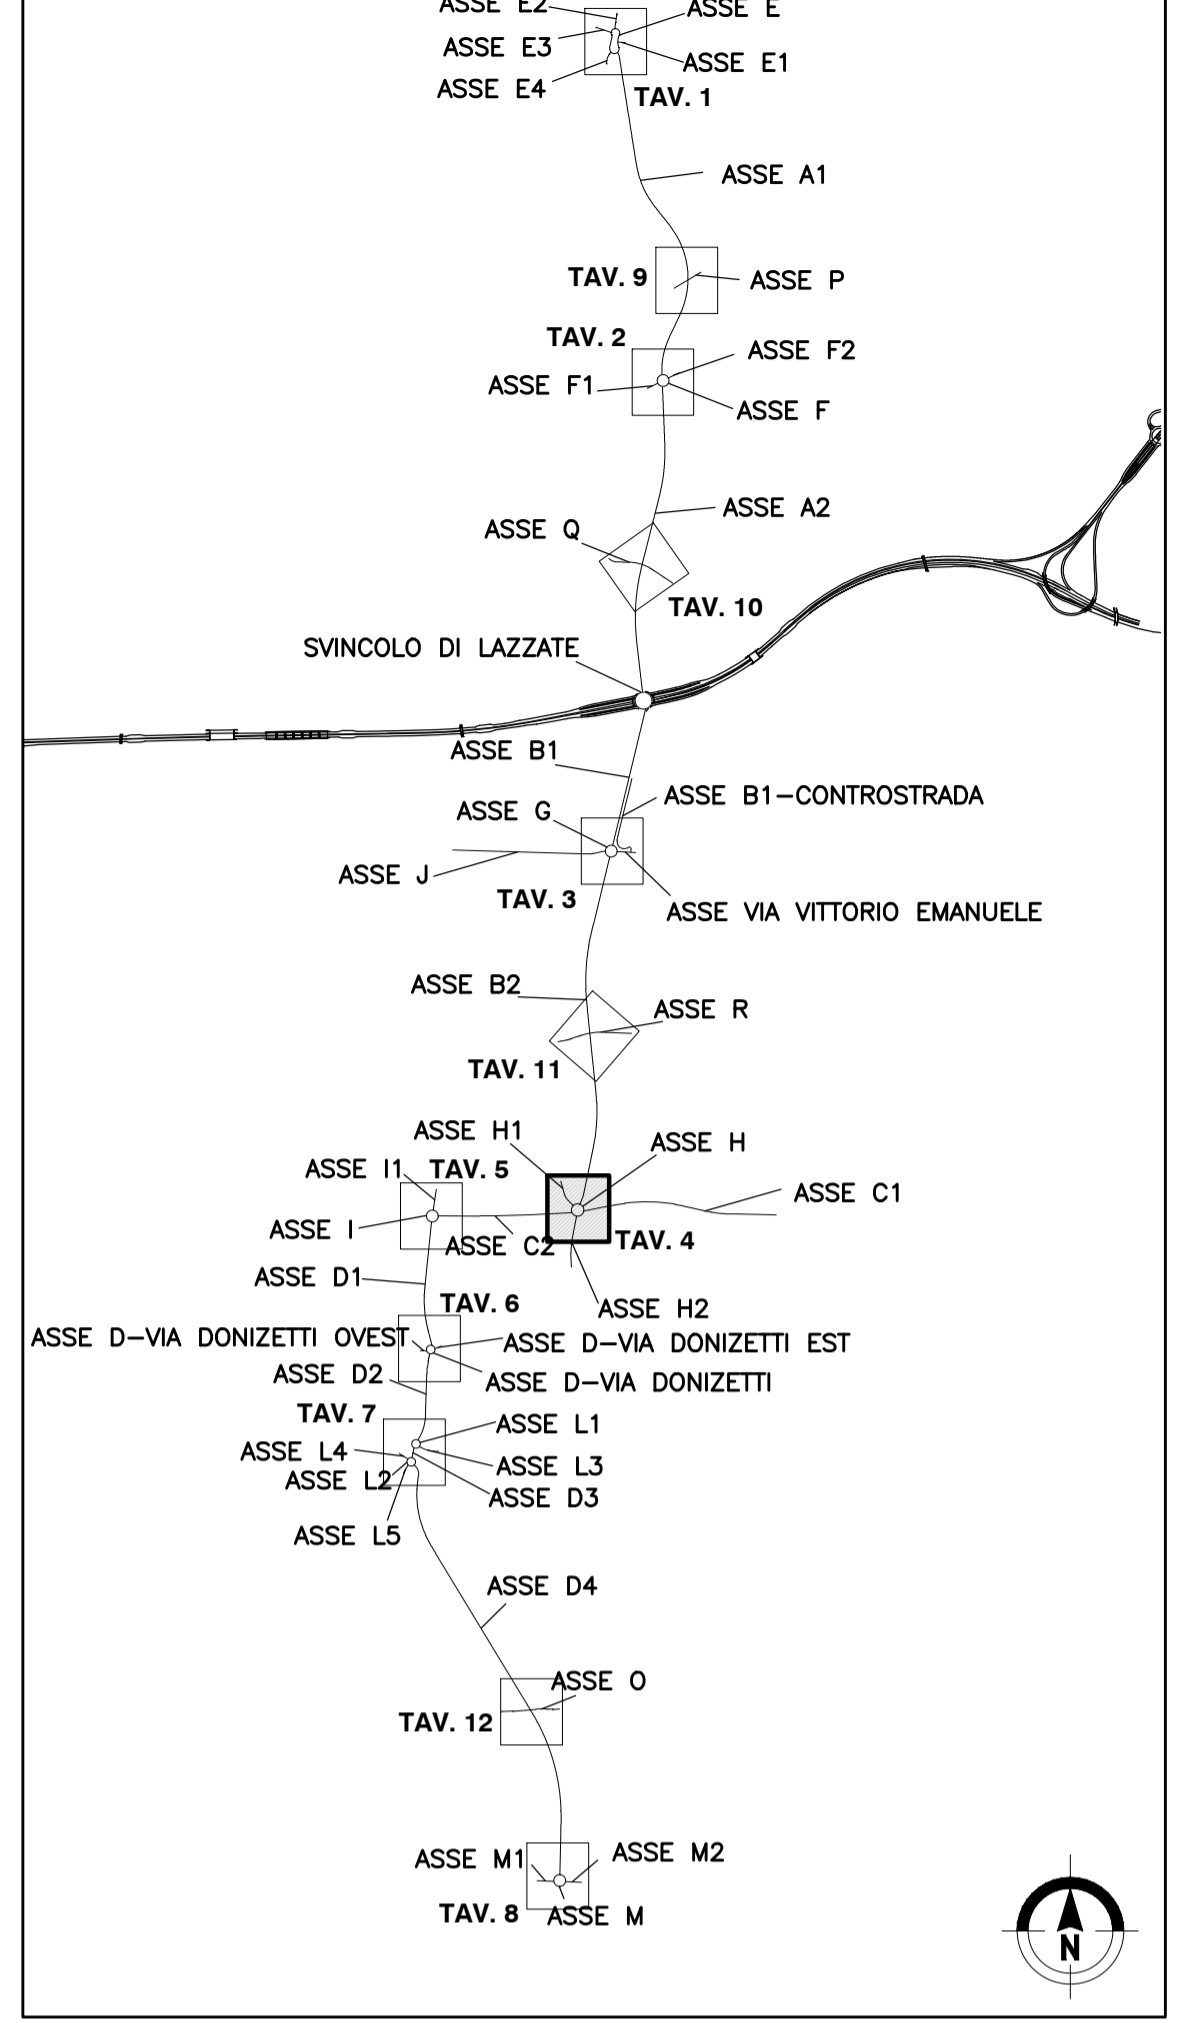 ASSE E2
ASSE E
ASSE E3
ASSE E1
ASSE E4
TAV. 1
ASSE A1
TAV. 9
ASSE P
TAV. 2
ASSE F2
ASSE F1
ASSE F
ASSE A2
ASSE Q
TAV. 10
SVINCOLO DI LAZZATE
ASSE B1
ASSE B1-CONTROSTRADA
ASSE G
ASSE J
TAV. 3
ASSE VIA VITTORIO EMANUELE
ASSE B2
ASSE R
TAV. 11
ASSE H1
ASSE H
ASSE I1
TAV. 5
ASSE C1
ASSE I
ASSE C2
TAV. 4
ASSE D1
TAV. 6
ASSE H2
ASSE D-VIA DONIZETTI OVEST
ASSE D-VIA DONIZETTI EST
ASSE D2
ASSE D-VIA DONIZETTI
TAV. 7
ASSE L1
ASSE L4
ASSE L3
ASSE L2
ASSE D3
ASSE L5
ASSE D4
ASSE O
TAV. 12
ASSE M1
ASSE M2
TAV. 8
ASSE M
N